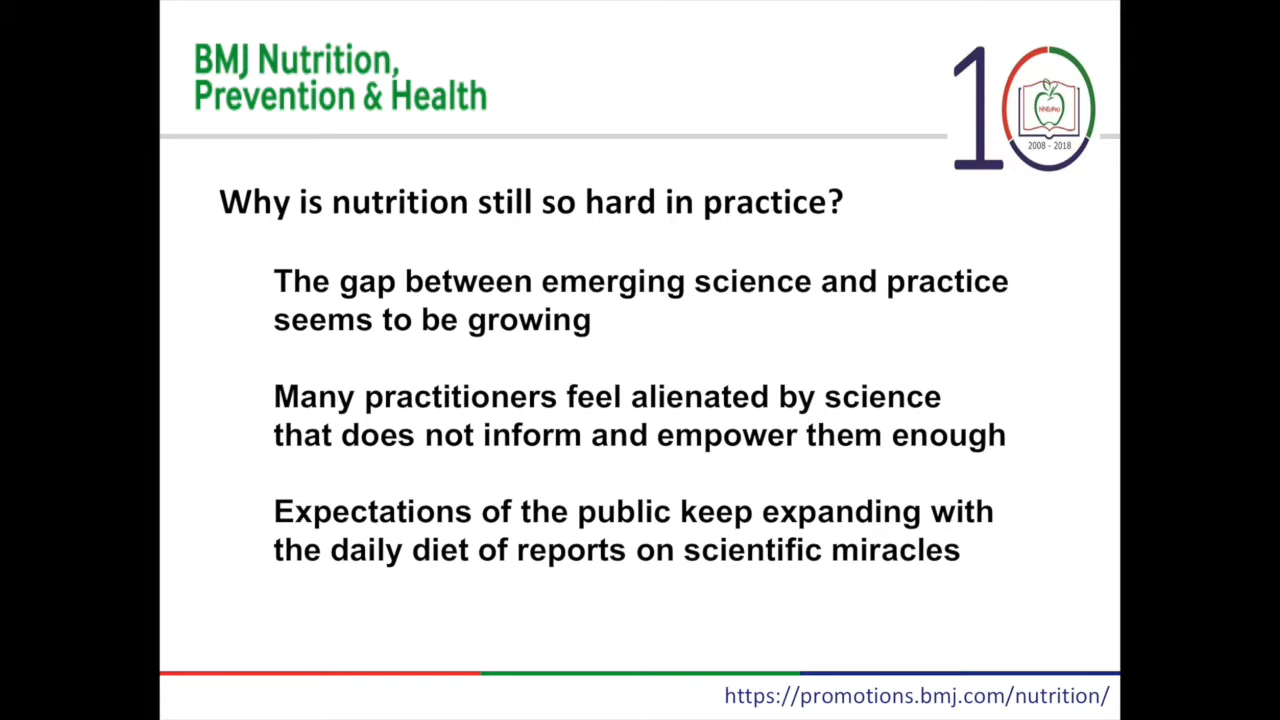 BMJ Nutrition,
Prevention & Health
10
NNEdPro
2008 - 2018
Why is nutrition still so hard in practice?
The gap between emerging science and practice
seems to be growing
Many practitioners feel alienated by science
that does not inform and empower them enough
Expectations of the public keep expanding with
the daily diet of reports on scientific miracles
https://promotions.bmj.com/nutrition/